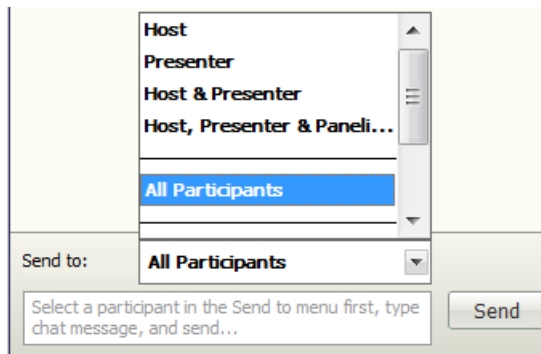 Host
Presenter
Host & Presenter
Host, Presenter & Paneli...
All Participants
Send to:
All Participants
Select a participant in the Send to menu first, type
chat message, and send...
Send